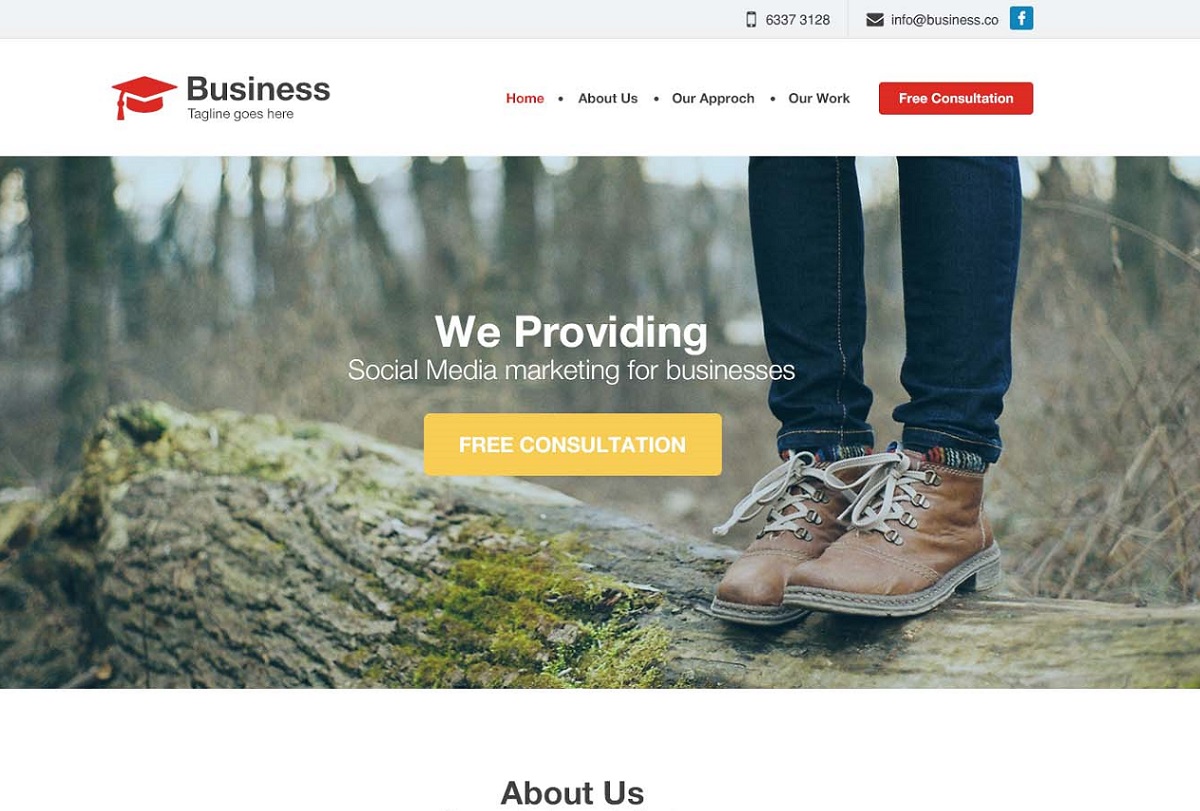 6337 3128
info@business.co
Business
Tagline goes here
Home • About Us • Our Approch • Our Work
Free Consultation
We Providing
Social Media marketing for businesses
FREE CONSULTATION
About Us